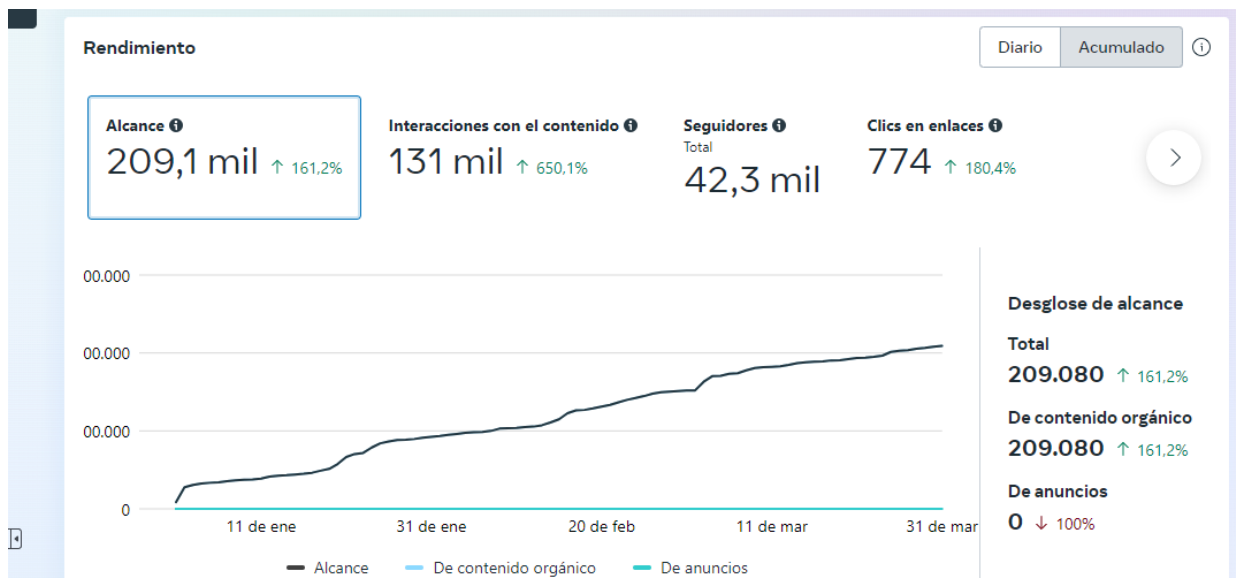 Rendimiento
Diario Acumulado
Alcance
209,1 mil ↑ 161,2%
Interacciones con el contenido
131 mil ↑ 650,1%
Seguidores
Total
42,3 mil
Clics en enlaces
774 ↑ 180,4%
00.000
00.000
00.000
0
11 de ene 31 de ene 20 de feb 11 de mar 31 de mar
Alcance De contenido orgánico De anuncios
Desglose de alcance
Total
209.080 ↑ 161,2%
De contenido orgánico
209.080 ↑ 161,2%
De anuncios
0 ↓ 100%